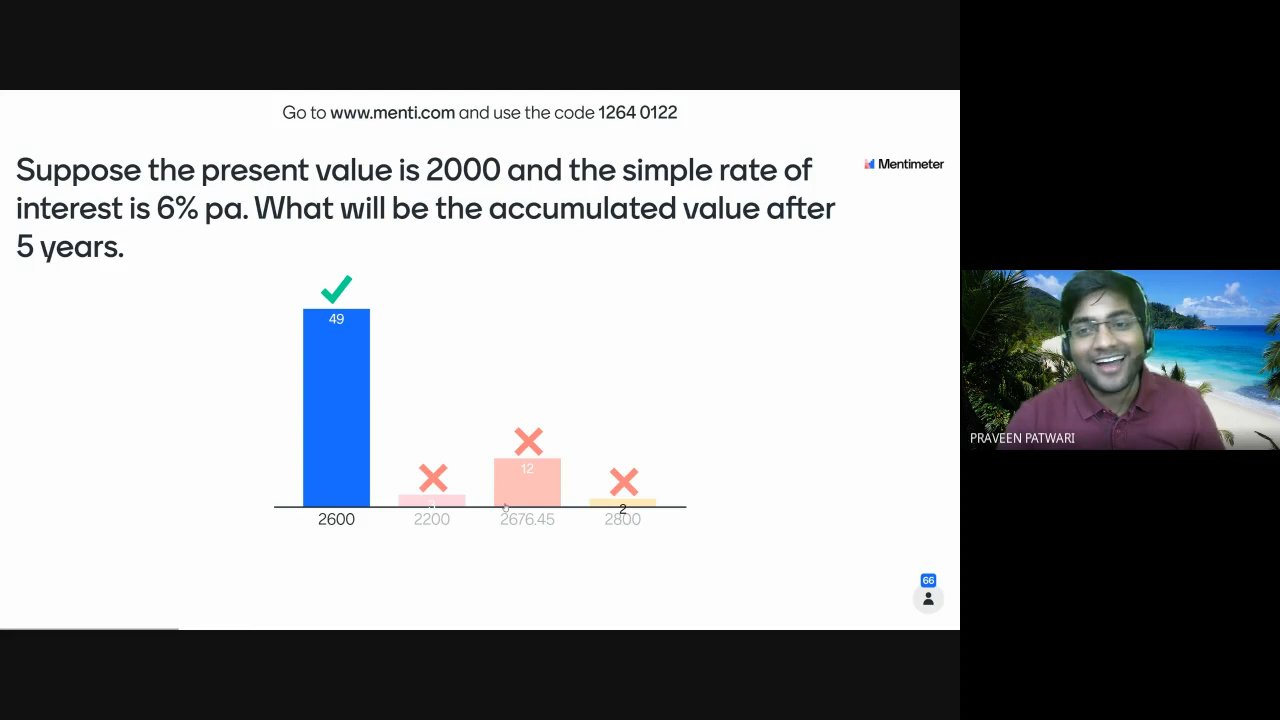 Go to www.menti.com and use the code 1264 0122
Mentimeter
Suppose the present value is 2000 and the simple rate of
interest is 6% pa. What will be the accumulated value after
5 years.
49
12
2
2600
2200
2676.45
2800
66
PRAVEEN PATWARI